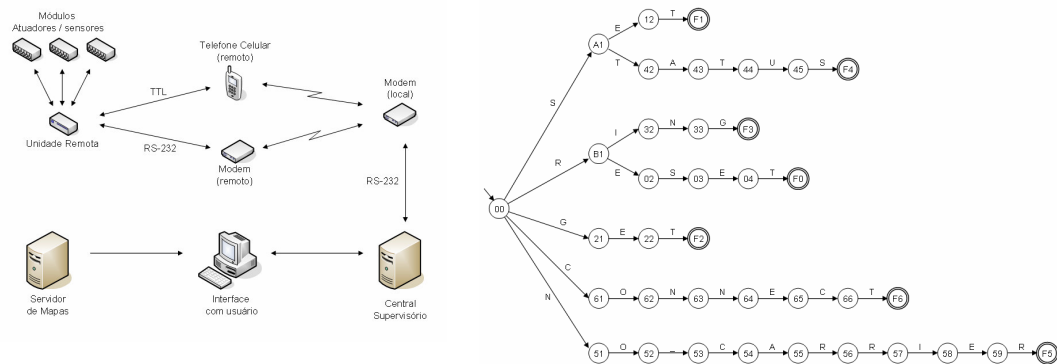 Módulos
Atuadores / sensores
Telefone Celular
(remoto)
TTL
Modem
(local)
Unidade Remota
RS-232
Modem
(remoto)
RS-232
Servidor
de Mapas
Interface
com usuário
Central
Supervisório
E
12
T
F1
A1
T
42
A
43
T
44
U
45
S
F4
S
I
32
N
33
G
F3
R
B1
E
02
S
03
E
04
T
F0
00
G
21
E
22
T
F2
C
61
O
62
N
63
N
64
E
65
C
66
T
F6
N
51
O
52
_
53
C
54
A
55
R
56
R
57
I
58
E
59
R
F5